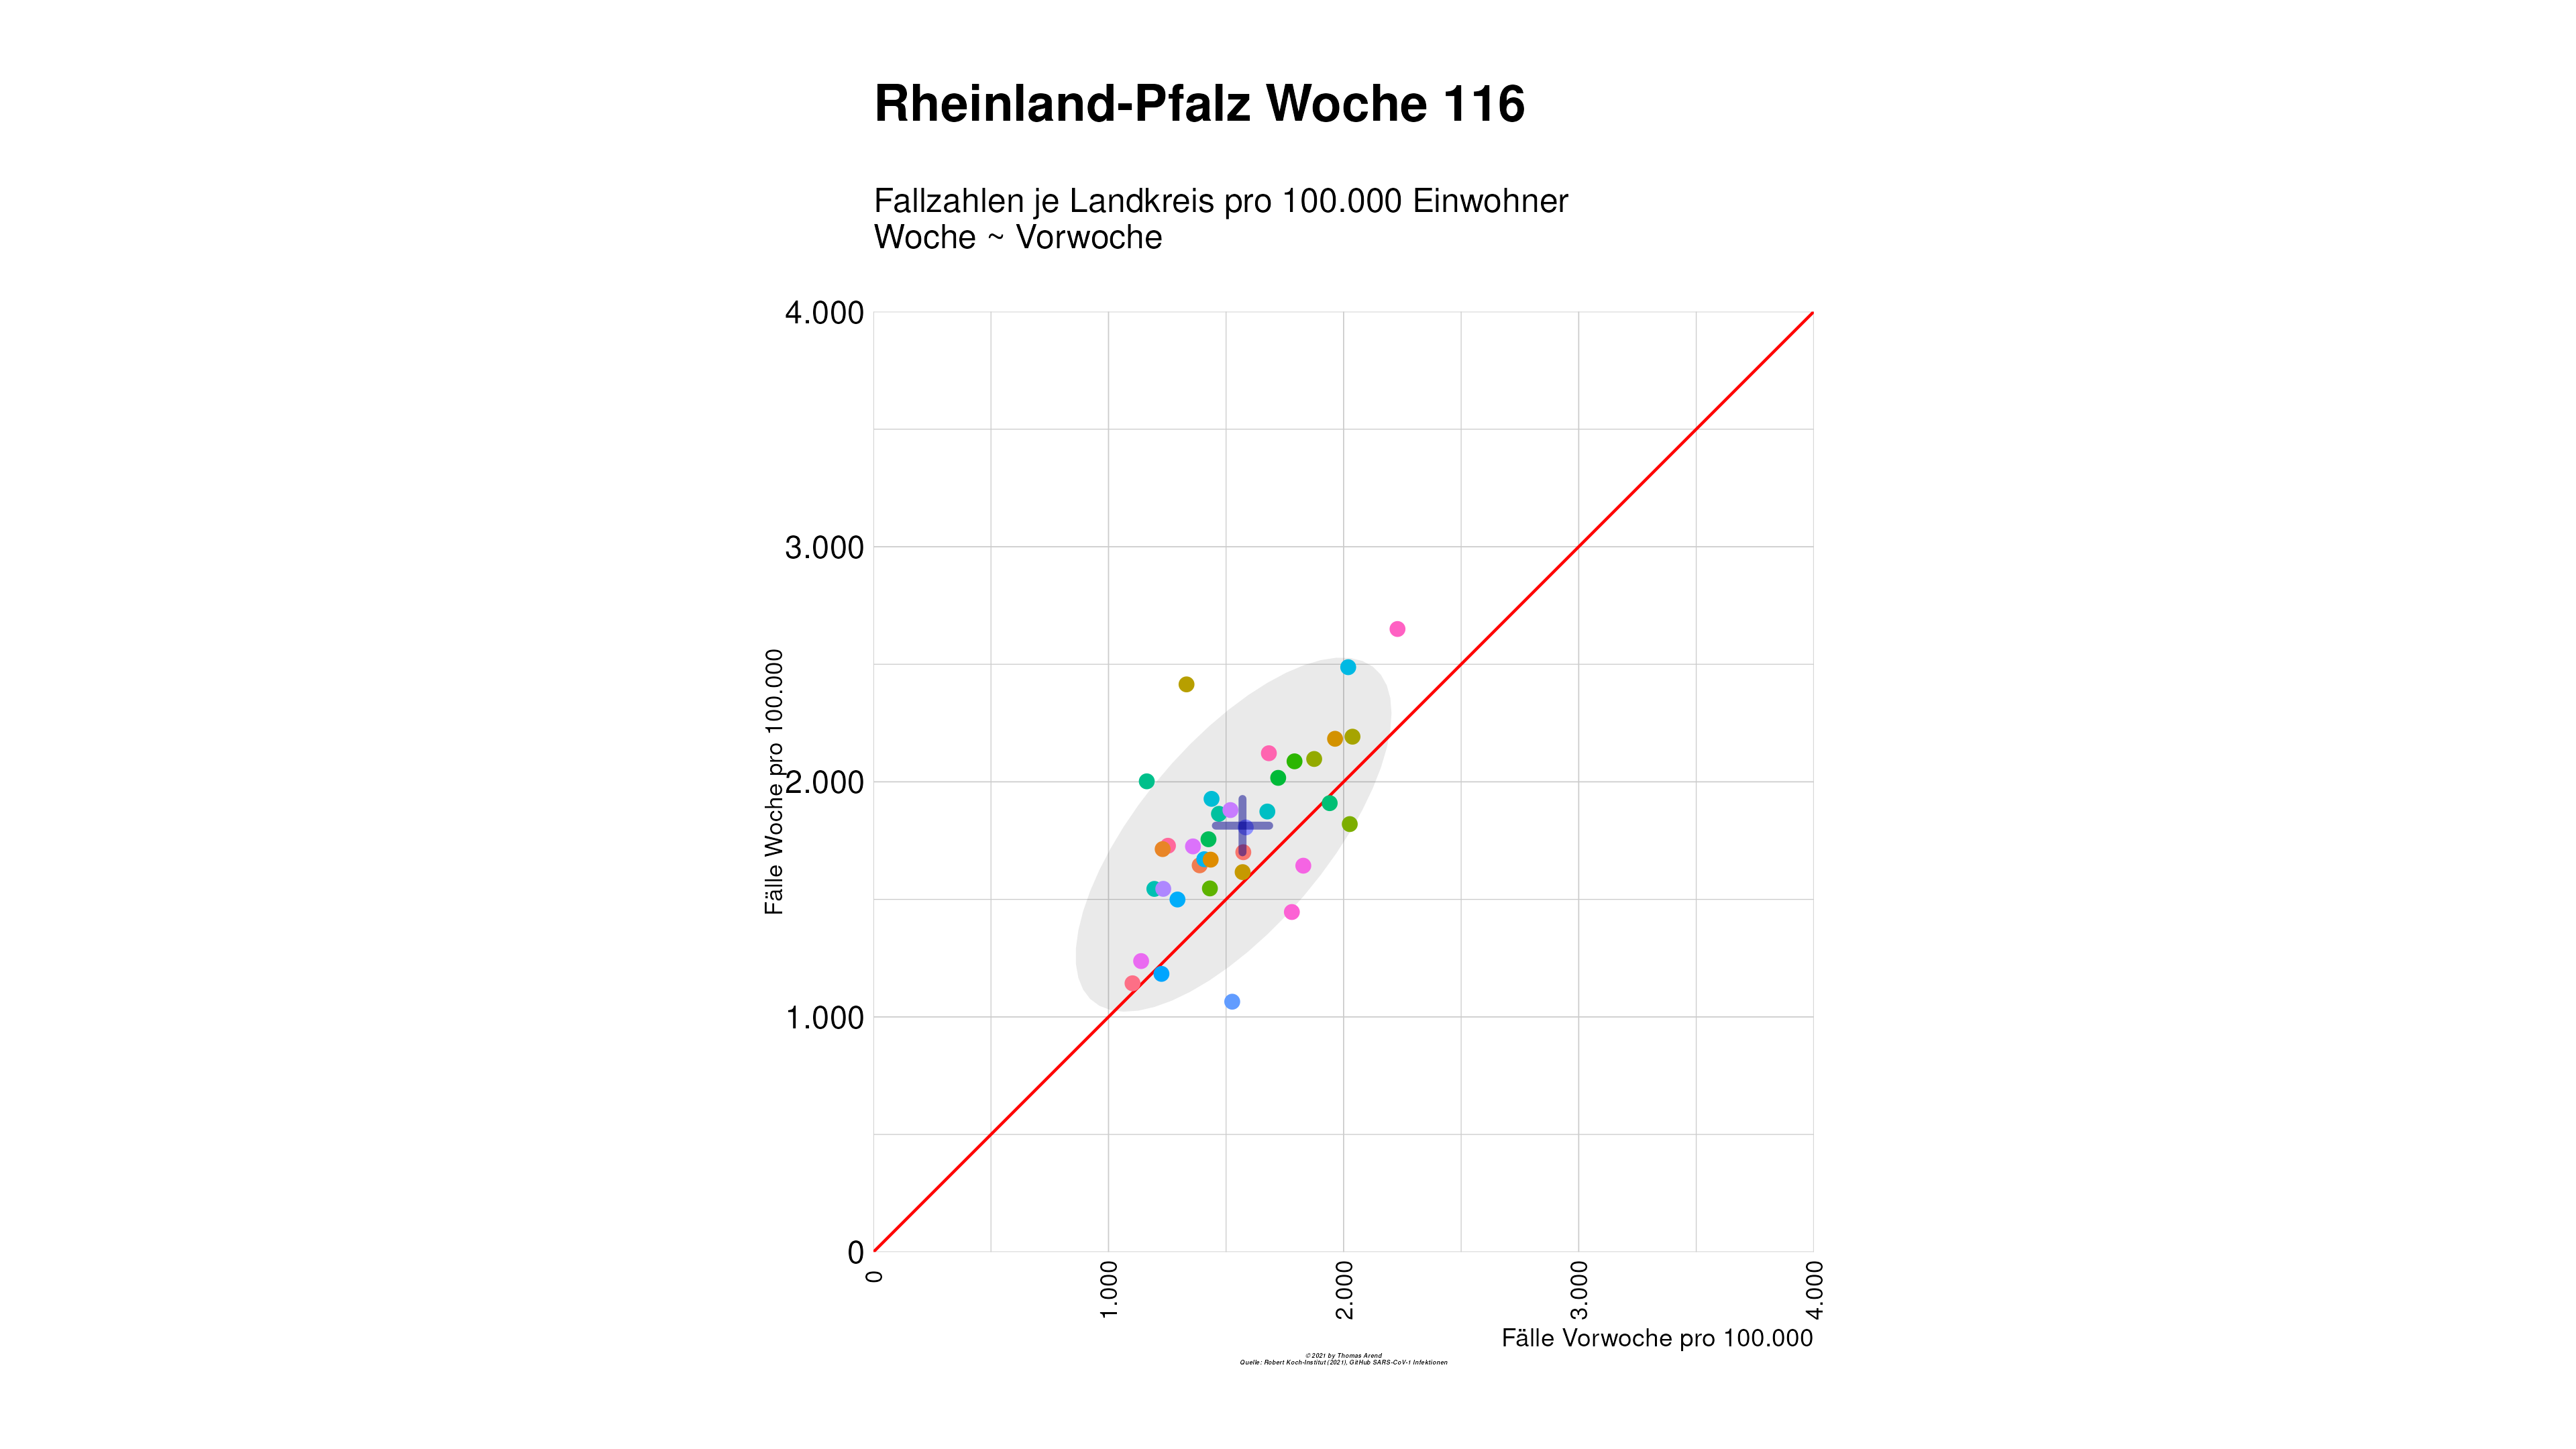 Rheinland-Pfalz Woche 116
Fallzahlen je Landkreis pro 100.000 Einwohner
Woche ~ Vorwoche
4.000
3.000
2.000
1.000
0
Fälle Woche pro 100.000
0
1.000
2.000
3.000
4.000
Fälle Vorwoche pro 100.000
© 2021 by Thomas Arend
Quelle: Robert Koch-Institut (2021), GitHub SARS-CoV-1 Infektionen